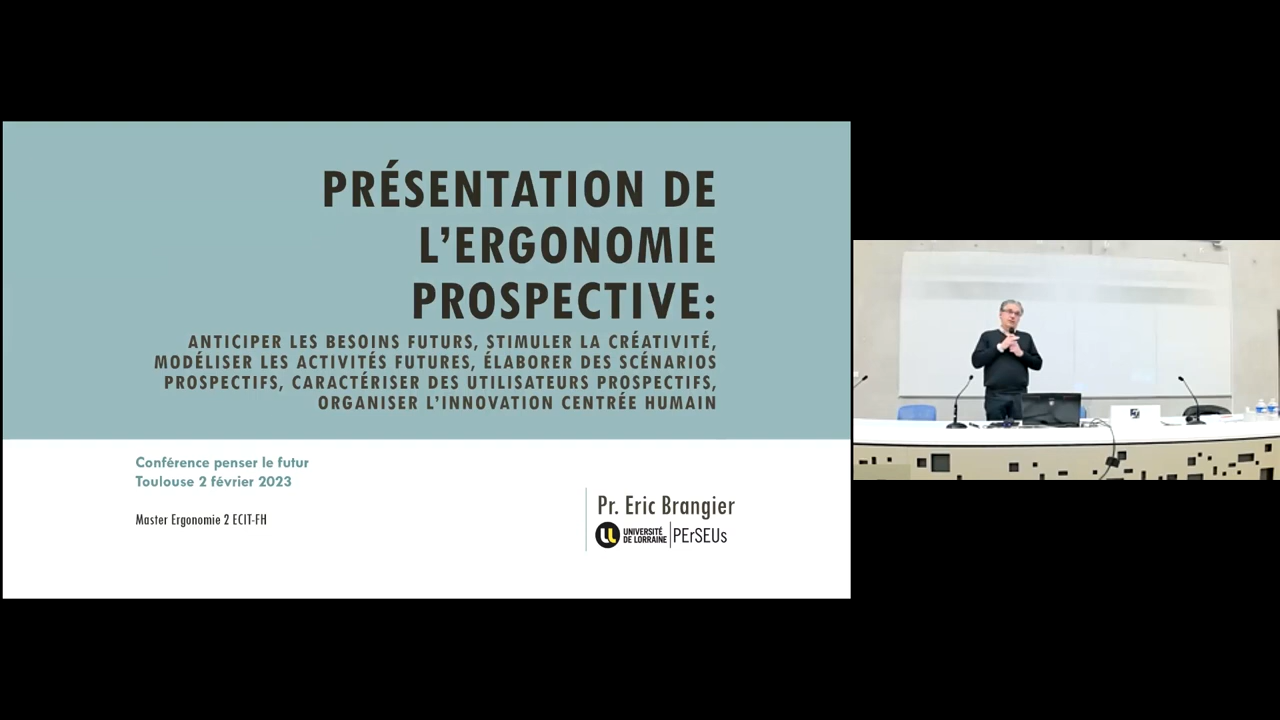 PRÉSENTATION DE
L'ERGONOMIE
PROSPECTIVE:
ANTICIPER LES BESOINS FUTURS, STIMULER LA CRÉATIVITÉ,
MODÉLISER LES ACTIVITÉS FUTURES, ÉLABORER DES SCÉNARIOS
PROSPECTIFS, CARACTÉRISER DES UTILISATEURS PROSPECTIFS,
ORGANISER L'INNOVATION CENTRÉE HUMAIN
Conférence penser le futur
Toulouse 2 février 2023
Master Ergonomie 2 ECIT-FH
Pr. Eric Brangier
UNIVERSITÉ
DE LORRAINE
PErSEUs